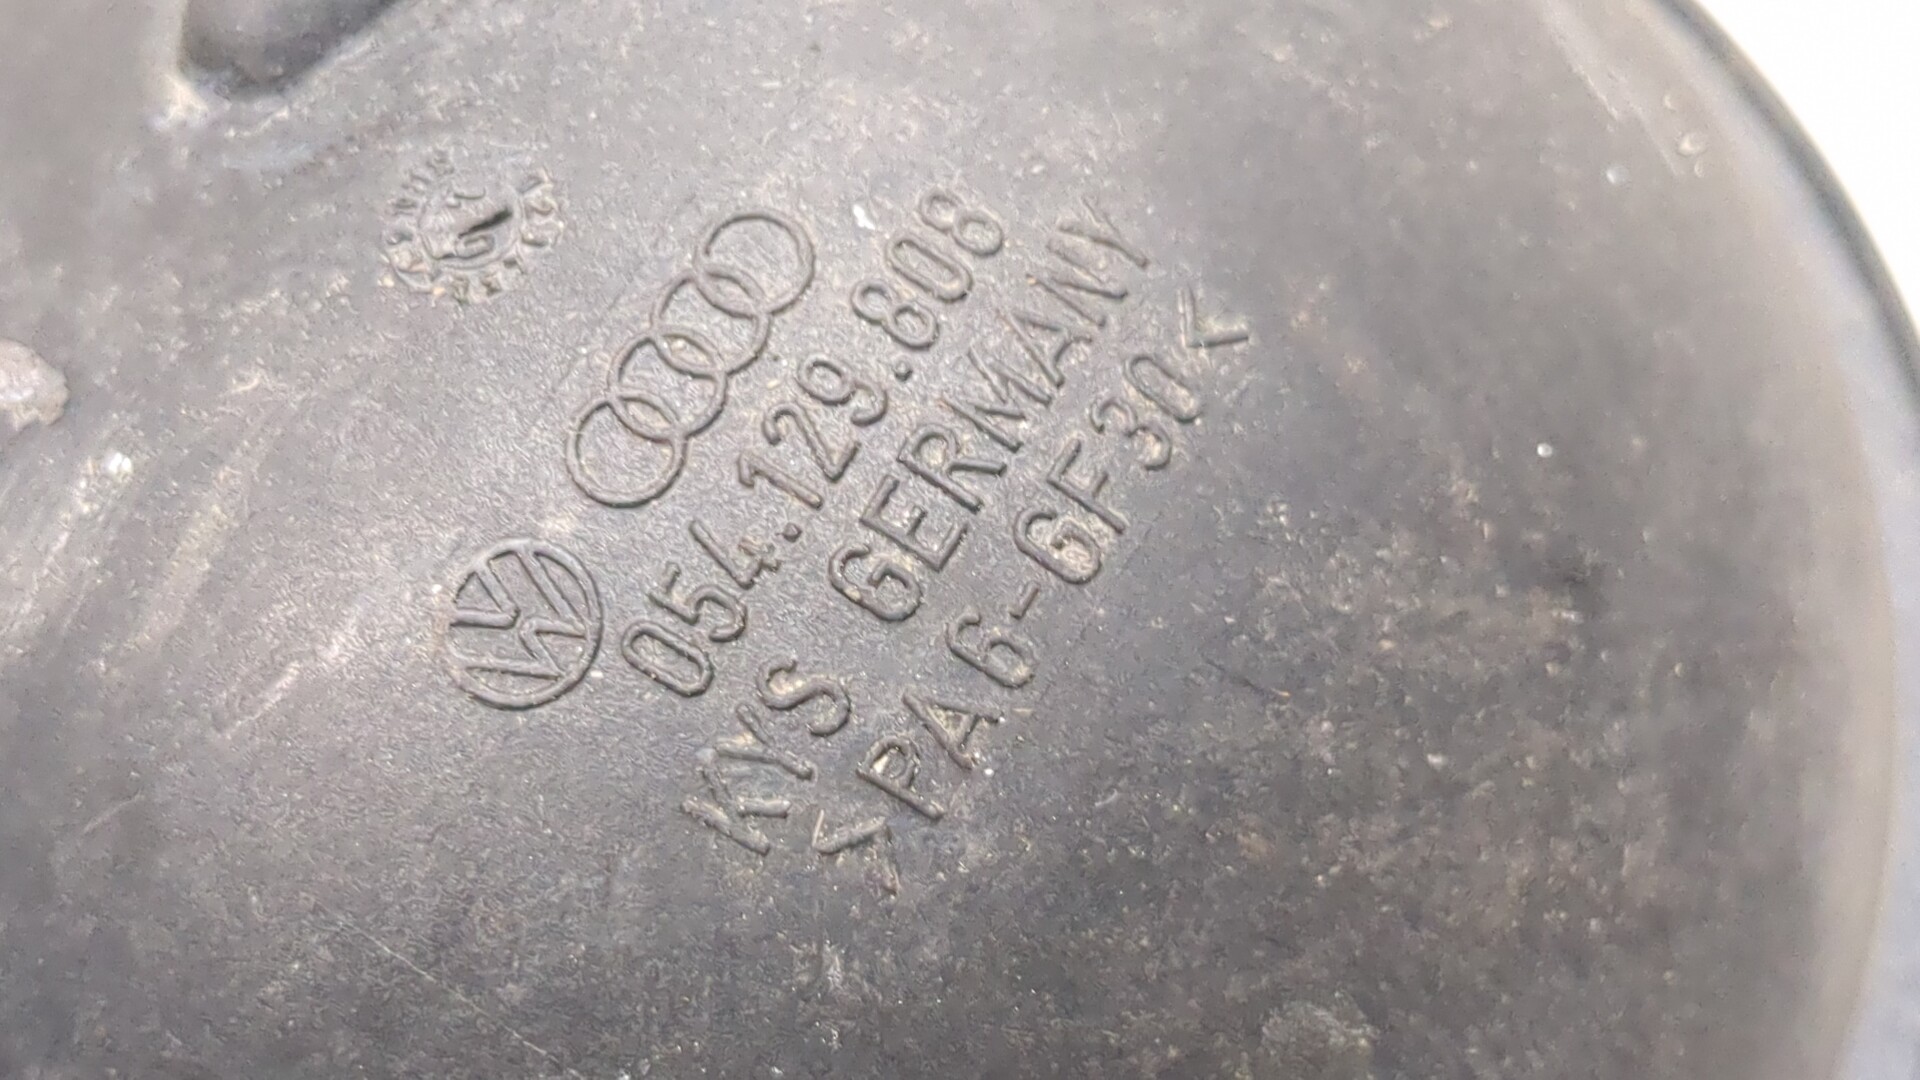 054.129.808
KYS GERMANY
<PA6-GF30<